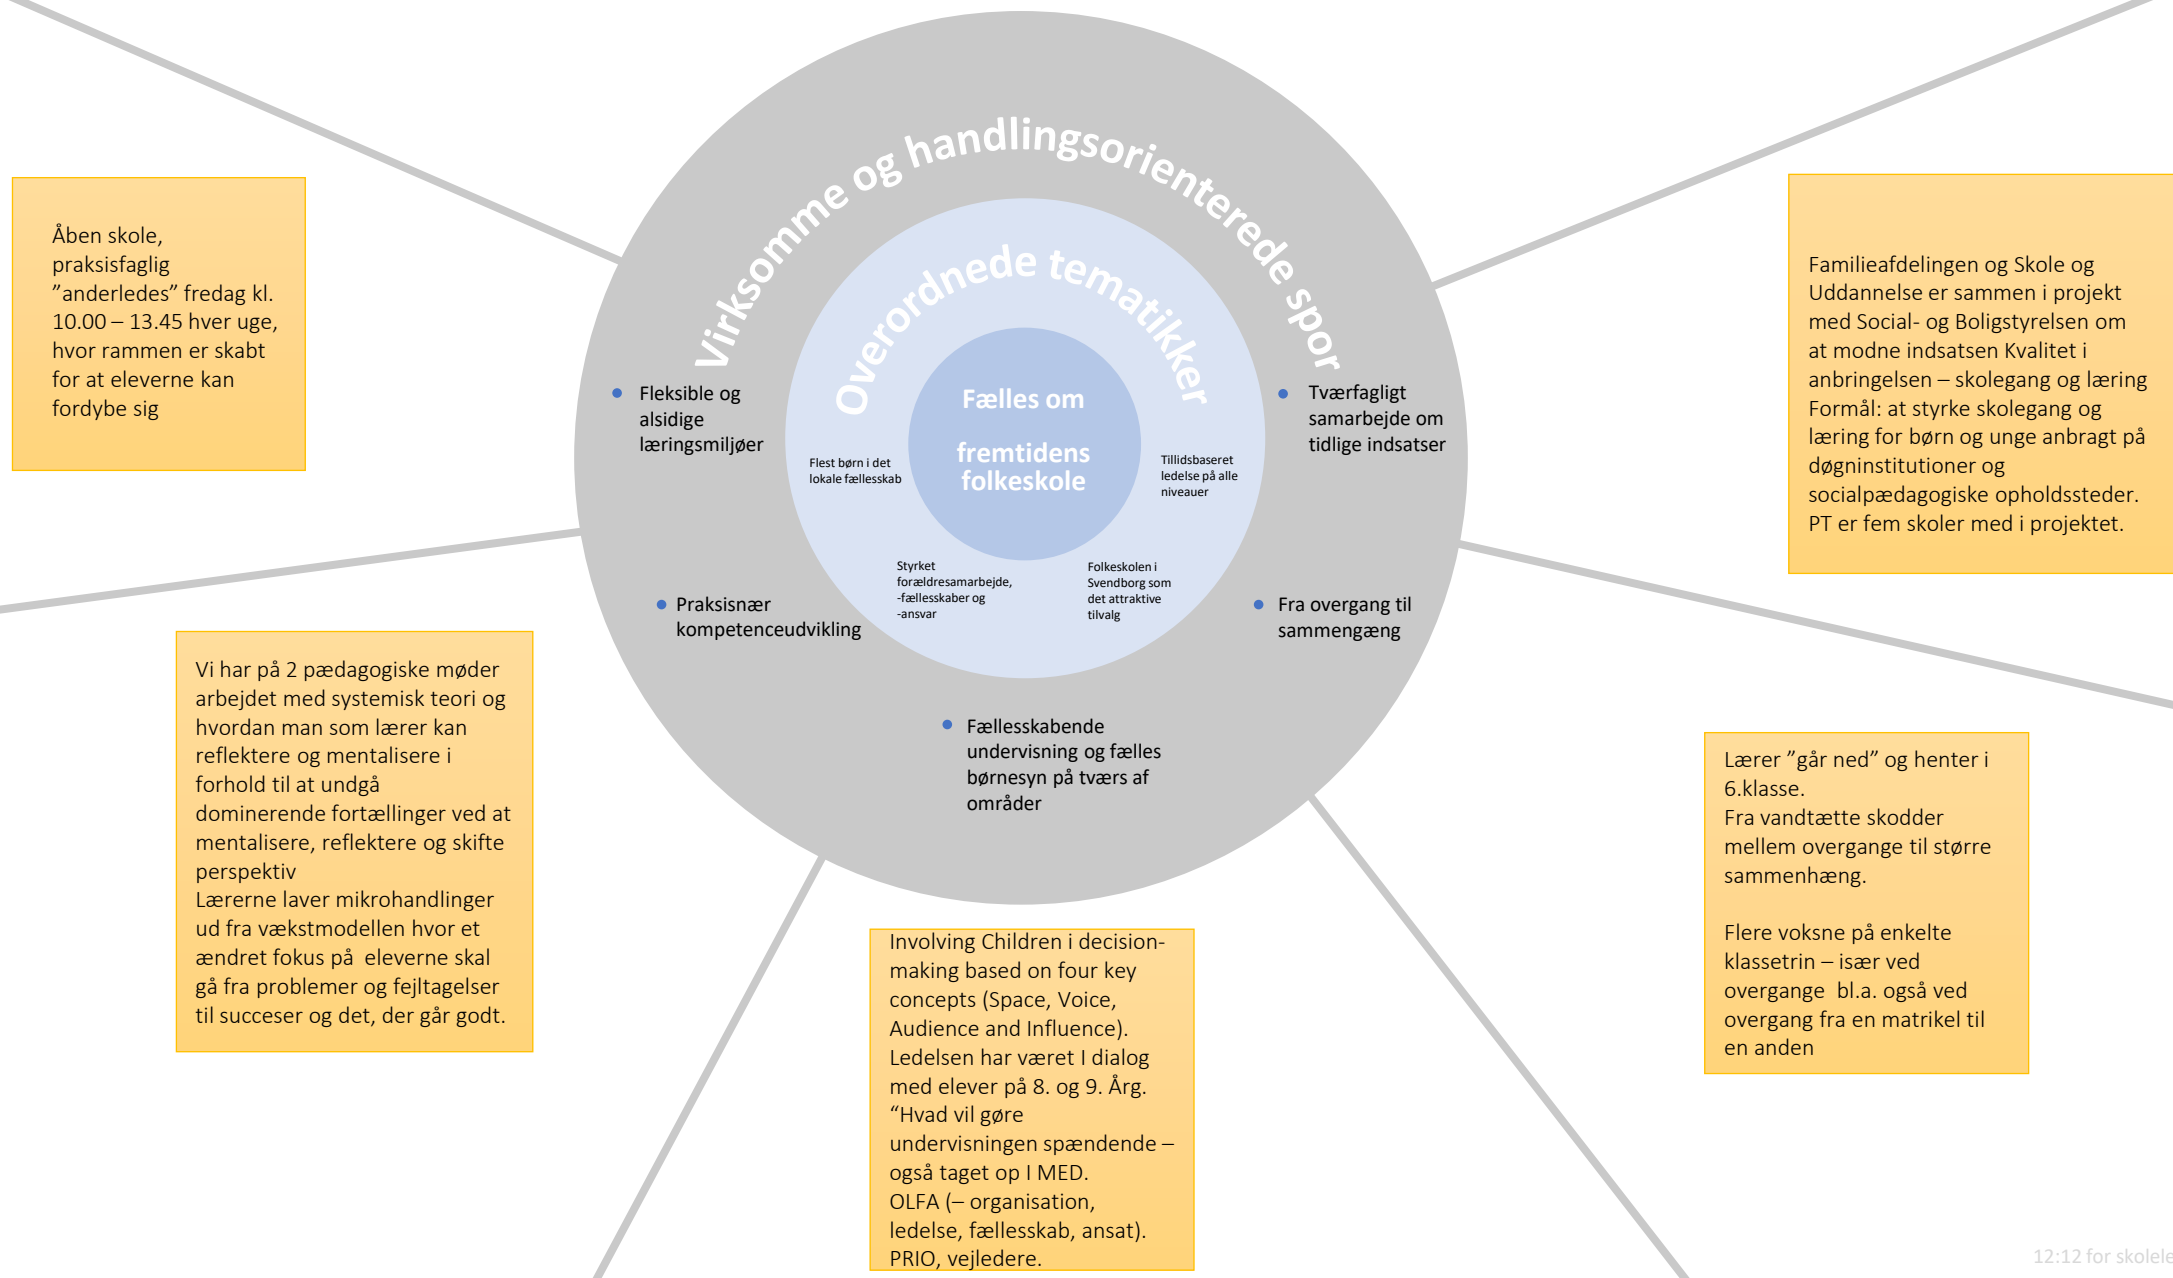 Virksomme og handlingsorienterede spor
Overordnede tematikker
Fælles om
fremtidens
folkeskole
Flest børn i det
lokale fællesskab
Tillidsbaseret
ledelse på alle
niveauer
Styrket
forældresamarbejde,
-fællesskaber og
-ansvar
Folkeskolen i
Svendborg som
det attraktive
tilvalg
Fleksible og
alsidige
læringsmiljøer
Tværfagligt
samarbejde om
tidlige indsatser
Praksisnær
kompetenceudvikling
Fra overgang til
sammengæng
Fællesskabende
undervisning og fælles
børnesyn på tværs af
områder
Åben skole,
praksisfaglig
”anderledes” fredag kl.
10.00 – 13.45 hver uge,
hvor rammen er skabt
for at eleverne kan
fordybe sig
Familieafdelingen og Skole og
Uddannelse er sammen i projekt
med Social- og Boligstyrelsen om
at modne indsatsen Kvalitet i
anbringelsen – skolegang og læring
Formål: at styrke skolegang og
læring for børn og unge anbragt på
døgninstitutioner og
socialpædagogiske opholdssteder.
PT er fem skoler med i projektet.
Vi har på 2 pædagogiske møder
arbejdet med systemisk teori og
hvordan man som lærer kan
reflektere og mentalisere i
forhold til at undgå
dominerende fortællinger ved at
mentalisere, reflektere og skifte
perspektiv
Lærerne laver mikrohandlinger
ud fra vækstmodellen hvor et
ændret fokus på  eleverne skal
gå fra problemer og fejltagelser
til succeser og det, der går godt.
Involving Children i decision-
making based on four key
concepts (Space, Voice,
Audience and Influence).
Ledelsen har været I dialog
med elever på 8. og 9. Årg.
“Hvad vil gøre
undervisningen spændende –
også taget op I MED.
OLFA (– organisation,
ledelse, fællesskab, ansat).
PRIO, vejledere.
Lærer ”går ned” og henter i
6.klasse.
Fra vandtætte skodder
mellem overgange til større
sammenhæng.
Flere voksne på enkelte
klassetrin – især ved
overgange  bl.a. også ved
overgang fra en matrikel til
en anden
12:12 for skolele